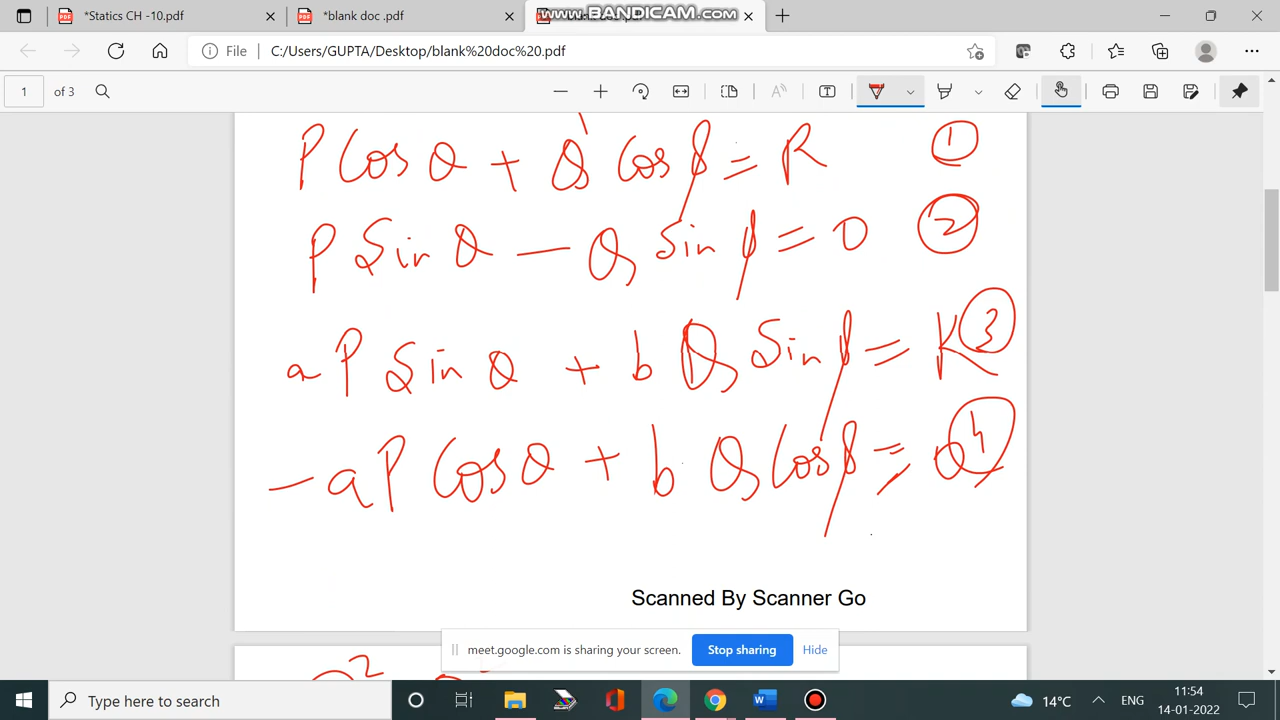 *Statics CH -10.pdf
*blank doc .pdf
WWW.BANDICAM.COM
File
C:/Users/GUPTA/Desktop/blank%20doc%20.pdf
1
of 3
P Cos θ + Q Cos ϕ = R ①
P Sin θ - Q Sin ϕ = 0 ②
a P Sin θ + b Q Sin ϕ = K ③
- a P Cos θ + b Q Cos ϕ = 0 ④
Scanned By Scanner Go
meet.google.com is sharing your screen.
Stop sharing
Hide
Type here to search
14°C
ENG
11:54
14-01-2022